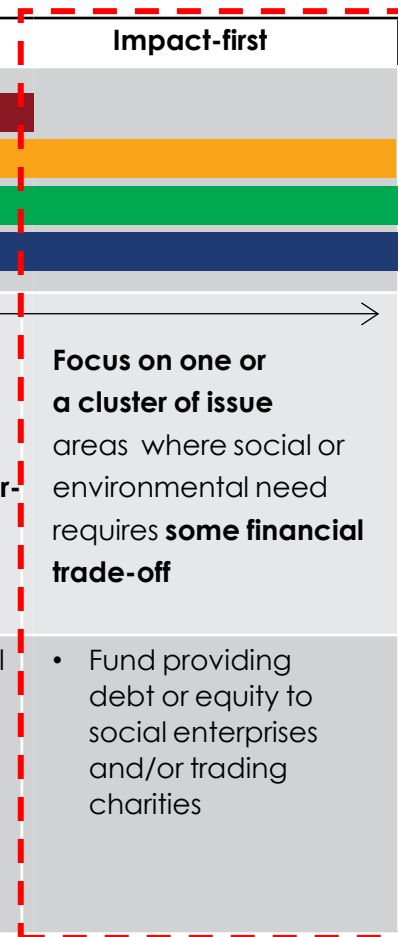 Impact-first
Focus on one or
a cluster of issue
areas where social or
r- environmental need
requires some financial
trade-off
l • Fund providing
debt or equity to
social enterprises
and/or trading
charities